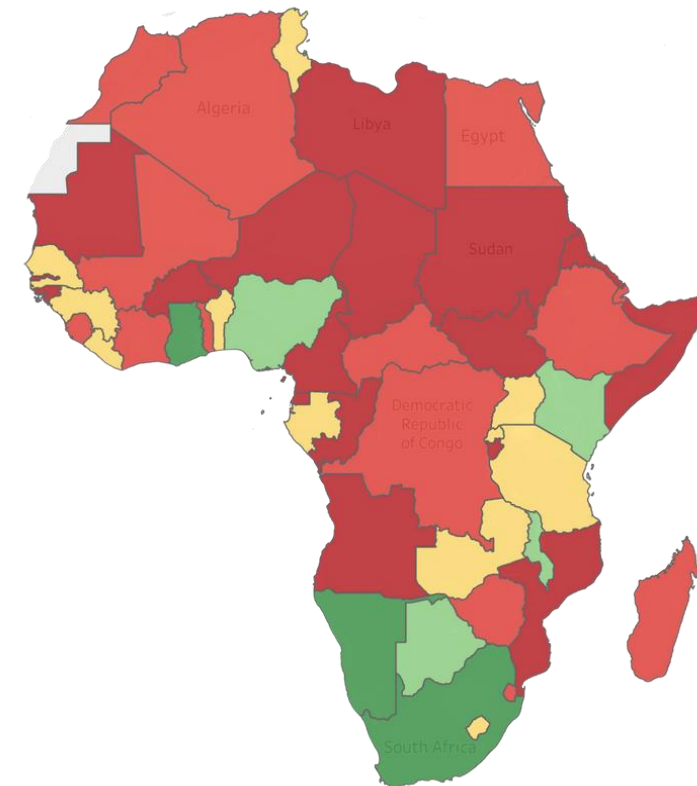 Algeria
Libya
Egypt
Sudan
Democratic
Republic
of Congo
South Africa